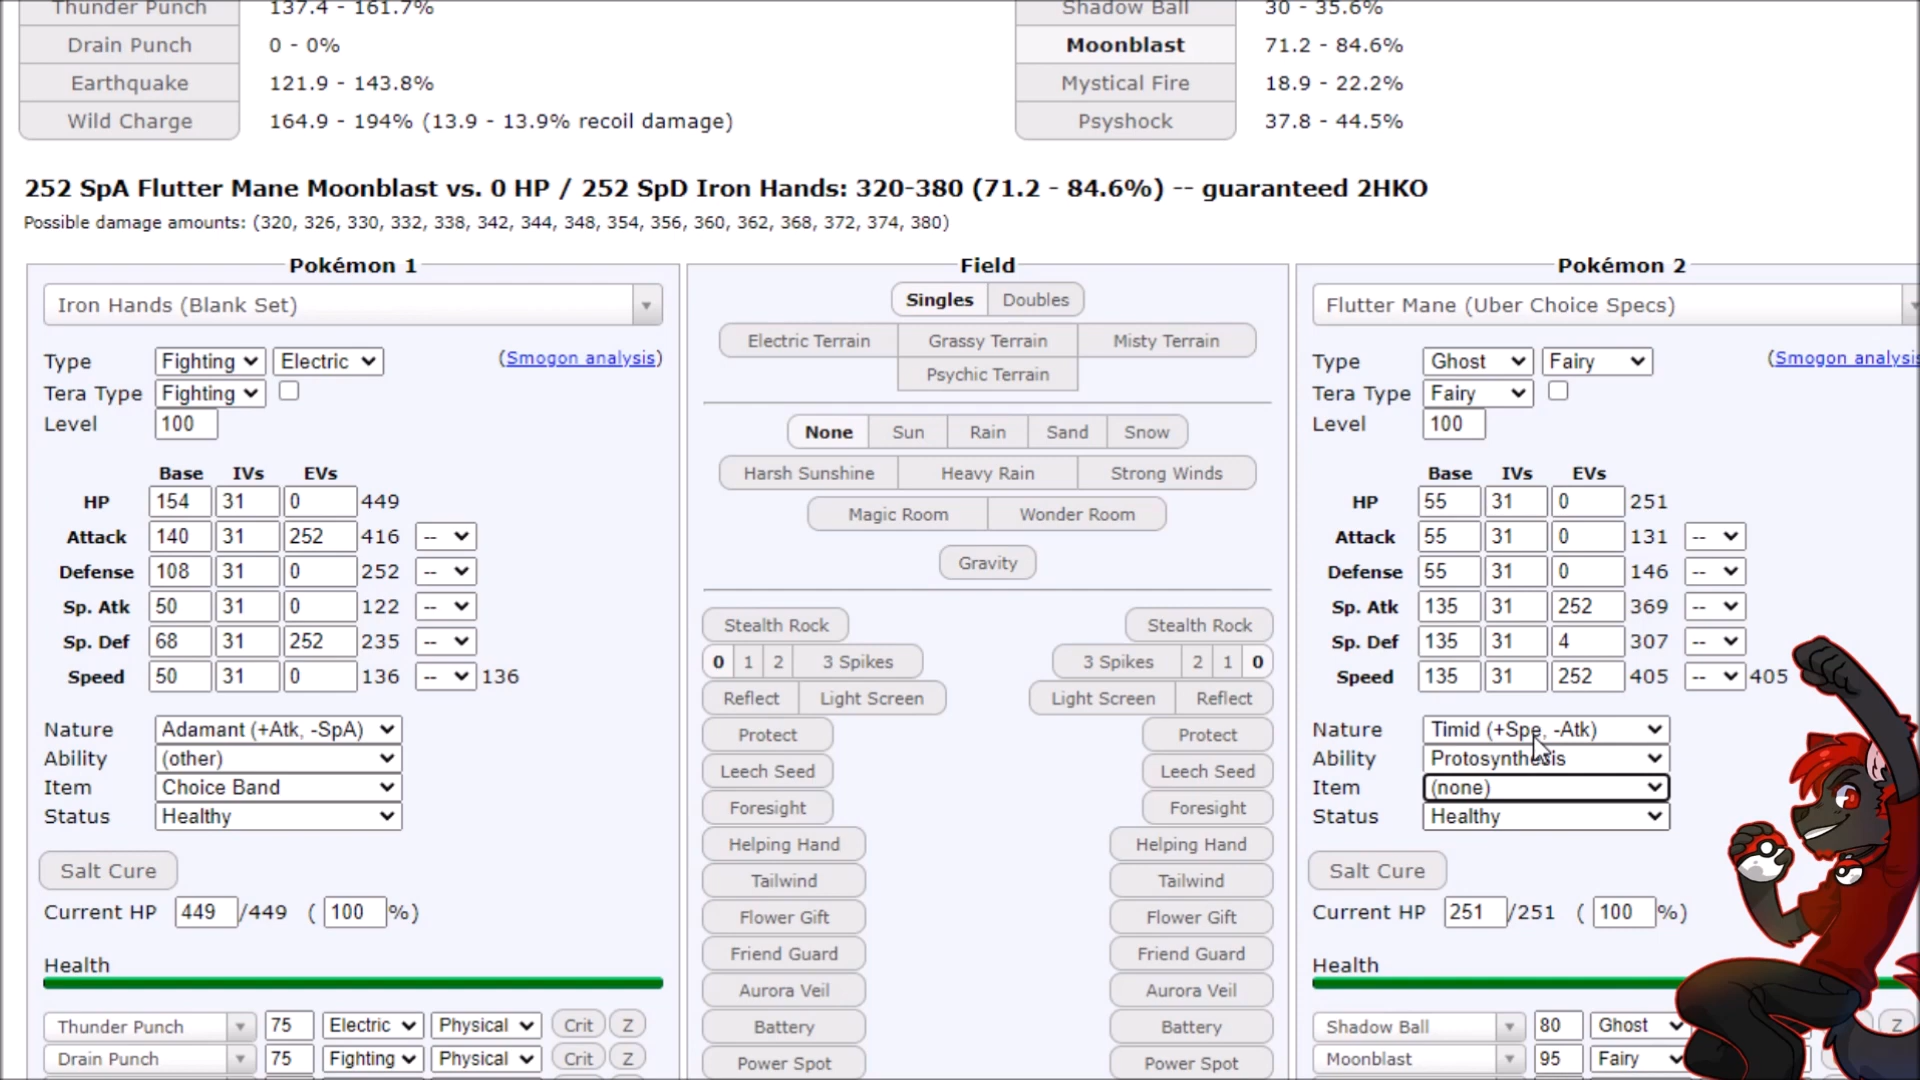 Thunder Punch 137.4 - 161.7%
Drain Punch 0 - 0%
Earthquake 121.9 - 143.8%
Wild Charge 164.9 - 194% (13.9 - 13.9% recoil damage)
Shadow Ball 30 - 35.6%
Moonblast 71.2 - 84.6%
Mystical Fire 18.9 - 22.2%
Psyshock 37.8 - 44.5%
252 SpA Flutter Mane Moonblast vs. 0 HP / 252 SpD Iron Hands: 320-380 (71.2 - 84.6%) -- guaranteed 2HKO
Possible damage amounts: (320, 326, 330, 332, 338, 342, 344, 348, 354, 356, 360, 362, 368, 372, 374, 380)
Pokémon 1
Iron Hands (Blank Set)
Type Fighting Electric (Smogon analysis)
Tera Type Fighting
Level 100
Base IVs EVs
HP 154 31 0 449
Attack 140 31 252 416 --
Defense 108 31 0 252 --
Sp. Atk 50 31 0 122 --
Sp. Def 68 31 252 235 --
Speed 50 31 0 136 -- 136
Nature Adamant (+Atk, -SpA)
Ability (other)
Item Choice Band
Status Healthy
Salt Cure
Current HP 449 /449 ( 100 %)
Health
Thunder Punch 75 Electric Physical Crit Z
Drain Punch 75 Fighting Physical Crit Z
Field
Singles Doubles
Electric Terrain Grassy Terrain Misty Terrain
Psychic Terrain
None Sun Rain Sand Snow
Harsh Sunshine Heavy Rain Strong Winds
Magic Room Wonder Room
Gravity
Stealth Rock Stealth Rock
0 1 2 3 Spikes 3 Spikes 2 1 0
Reflect Light Screen Light Screen Reflect
Protect Protect
Leech Seed Leech Seed
Foresight Foresight
Helping Hand Helping Hand
Tailwind Tailwind
Flower Gift Flower Gift
Friend Guard Friend Guard
Aurora Veil Aurora Veil
Battery Battery
Power Spot Power Spot
Pokémon 2
Flutter Mane (Uber Choice Specs)
Type Ghost Fairy (Smogon analysis
Tera Type Fairy
Level 100
Base IVs EVs
HP 55 31 0 251
Attack 55 31 0 131 --
Defense 55 31 0 146 --
Sp. Atk 135 31 252 369 --
Sp. Def 135 31 4 307 --
Speed 135 31 252 405 -- 405
Nature Timid (+Spe, -Atk)
Ability Protosynthesis
Item (none)
Status Healthy
Salt Cure
Current HP 251 /251 ( 100 %)
Health
Shadow Ball 80 Ghost Z
Moonblast 95 Fairy